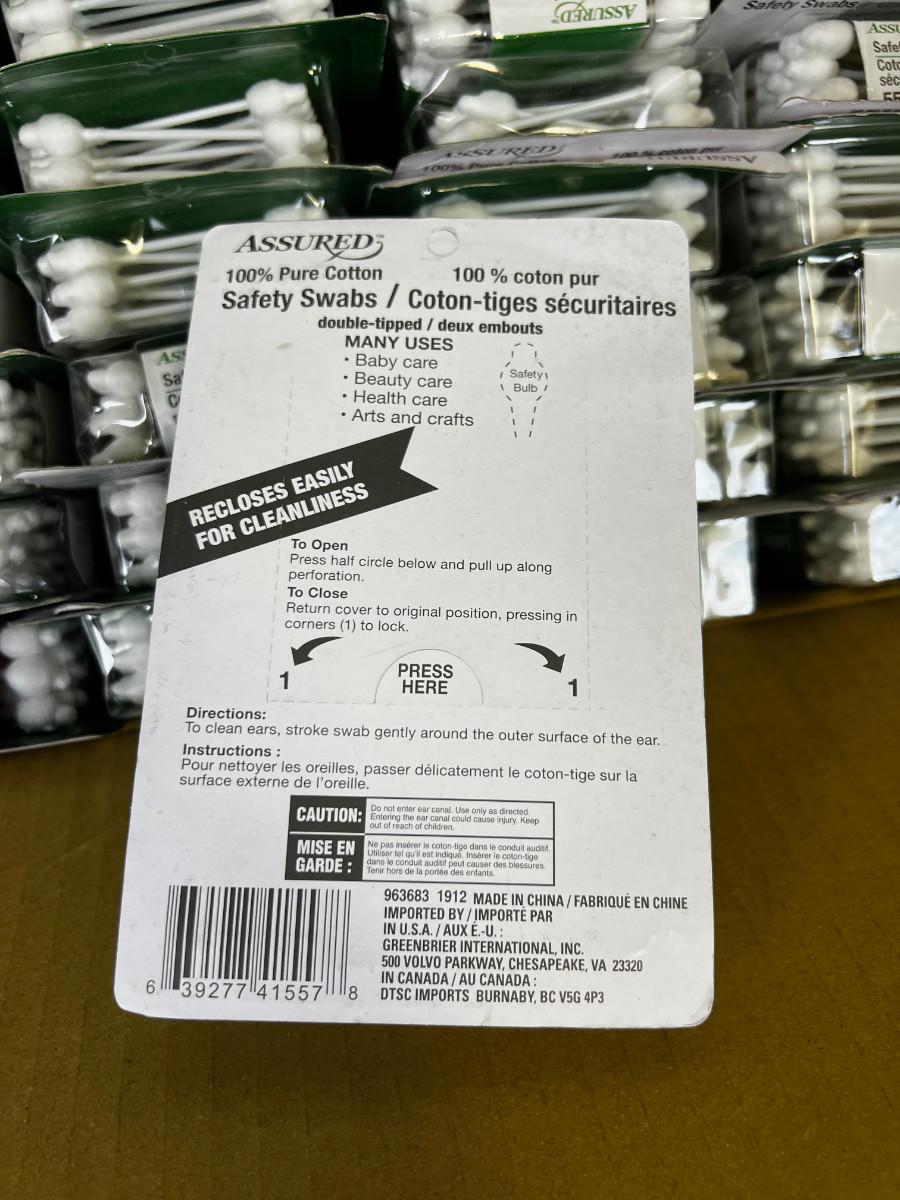 ASSURED™
Safety Swabs
ASSURED™
100% coton pur
ASSURED
ASSURED™
100% Pure Cotton
100 % coton pur
Safety Swabs / Coton-tiges sécuritaires
double-tipped / deux embouts
MANY USES
• Baby care
• Beauty care
• Health care
• Arts and crafts
Safety
Bulb
RECLOSES EASILY
FOR CLEANLINESS
To Open
Press half circle below and pull up along
perforation.
To Close
Return cover to original position, pressing in
corners (1) to lock.
1
PRESS
HERE
1
Directions:
To clean ears, stroke swab gently around the outer surface of the ear.
Instructions :
Pour nettoyer les oreilles, passer délicatement le coton-tige sur la
surface externe de l'oreille.
CAUTION:
Do not enter ear canal. Use only as directed.
Entering the ear canal could cause injury. Keep
out of reach of children.
MISE EN
GARDE :
Ne pas insérer le coton-tige dans le conduit auditif.
Utiliser tel qu'il est indiqué. Insérer le coton-tige
dans le conduit auditif peut causer des blessures.
Tenir hors de la portée des enfants.
963683 1912 MADE IN CHINA / FABRIQUÉ EN CHINE
IMPORTED BY / IMPORTÉ PAR
IN U.S.A. / AUX É.-U. :
GREENBRIER INTERNATIONAL, INC.
500 VOLVO PARKWAY, CHESAPEAKE, VA 23320
IN CANADA / AU CANADA :
DTSC IMPORTS BURNABY, BC V5G 4P3
6 39277 41557 8